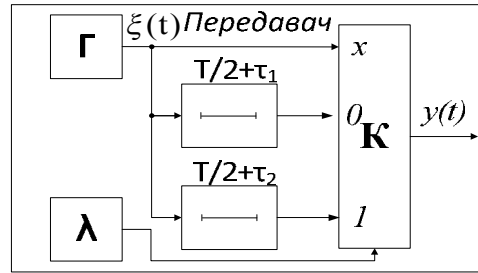 Г
ξ(t) Передавач
x
T/2+τ₁
0
К
y(t)
T/2+τ₂
1
λ